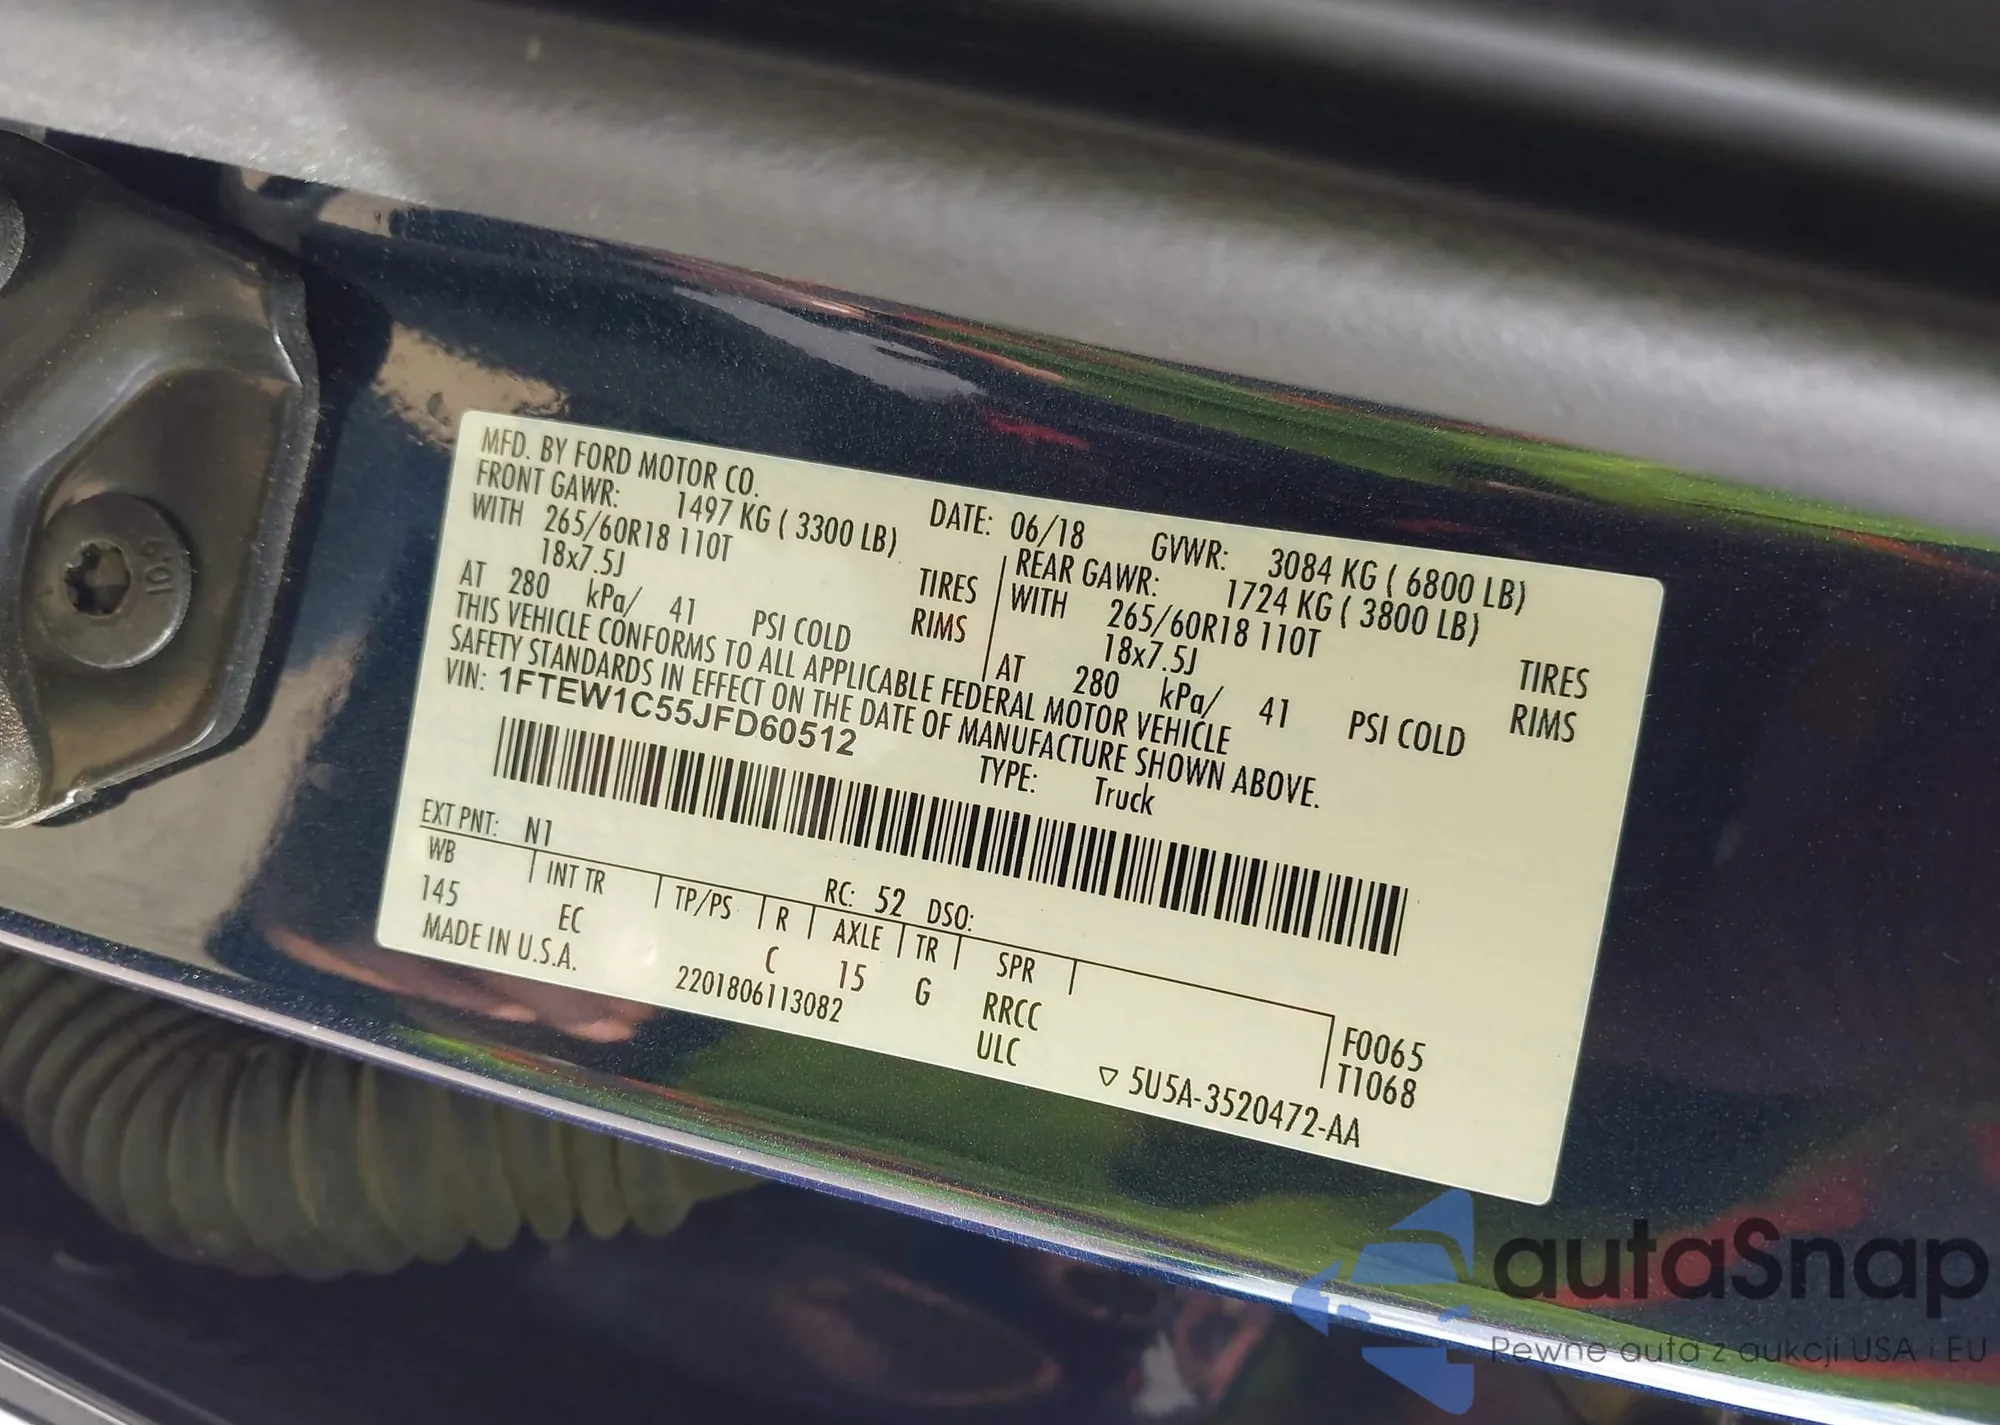 109
MFD. BY FORD MOTOR CO.
DATE: 06/18 GVWR: 3084 KG ( 6800 LB)
FRONT GAWR: 1497 KG ( 3300 LB)
WITH 265/60R18 110T TIRES
18x7.5J RIMS
AT 280 kPa/ 41 PSI COLD
REAR GAWR: 1724 KG ( 3800 LB)
WITH 265/60R18 110T TIRES
18x7.5J RIMS
AT 280 kPa/ 41 PSI COLD
THIS VEHICLE CONFORMS TO ALL APPLICABLE FEDERAL MOTOR VEHICLE
SAFETY STANDARDS IN EFFECT ON THE DATE OF MANUFACTURE SHOWN ABOVE.
VIN: 1FTEW1C55JFD60512
TYPE: Truck
EXT PNT: N1 RC: 52 DSO:
WB INT TR TP/PS R AXLE TR SPR
145 EC C 15 G RRCC
F0065
T1068
MADE IN U.S.A. 2201806113082 ULC
▽ 5U5A-3520472-AA
autaSnap
Pewne auta z aukcji USA i EU